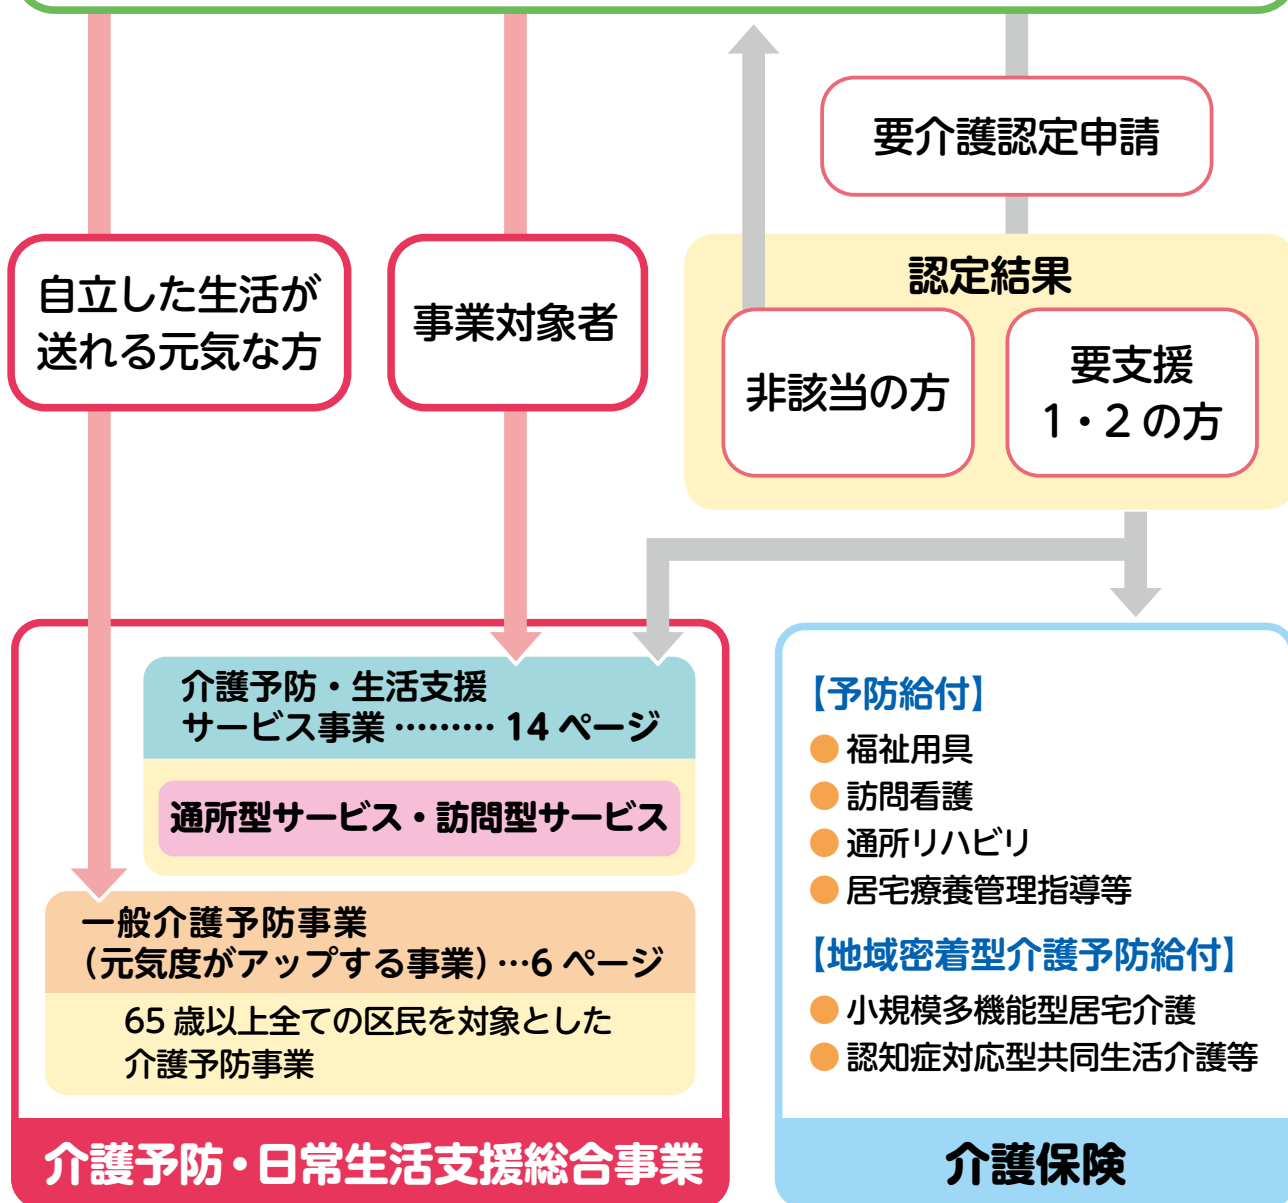 要介護認定申請
認定結果
自立した生活が
送れる元気な方
事業対象者
非該当の方
要支援
1・2の方
介護予防・生活支援
サービス事業 ……… 14 ページ
通所型サービス・訪問型サービス
一般介護予防事業
(元気度がアップする事業) …6 ページ
65 歳以上全ての区民を対象とした
介護予防事業
介護予防・日常生活支援総合事業
【予防給付】
● 福祉用具
● 訪問看護
● 通所リハビリ
● 居宅療養管理指導等
【地域密着型介護予防給付】
● 小規模多機能型居宅介護
● 認知症対応型共同生活介護等
介護保険